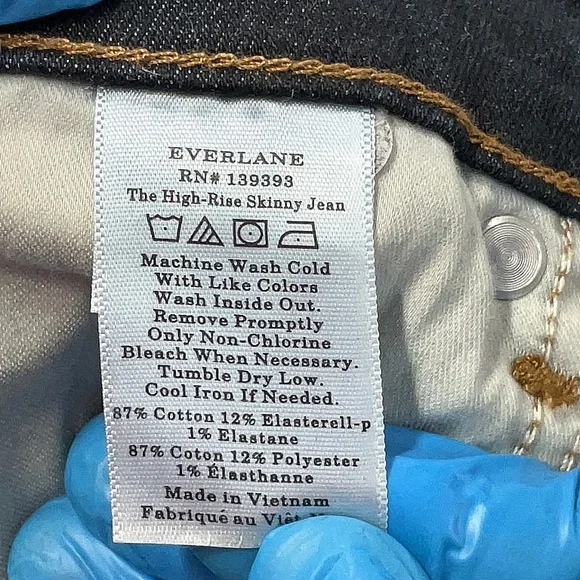 EVERLANE
RN# 139393
The High-Rise Skinny Jean
Machine Wash Cold
With Like Colors
Wash Inside Out.
Remove Promptly
Only Non-Chlorine
Bleach When Necessary.
Tumble Dry Low.
Cool Iron If Needed.
87% Cotton 12% Elasterell-p
1% Elastane
87% Coton 12% Polyester
1% Élasthanne
Made in Vietnam
Fabriqué au